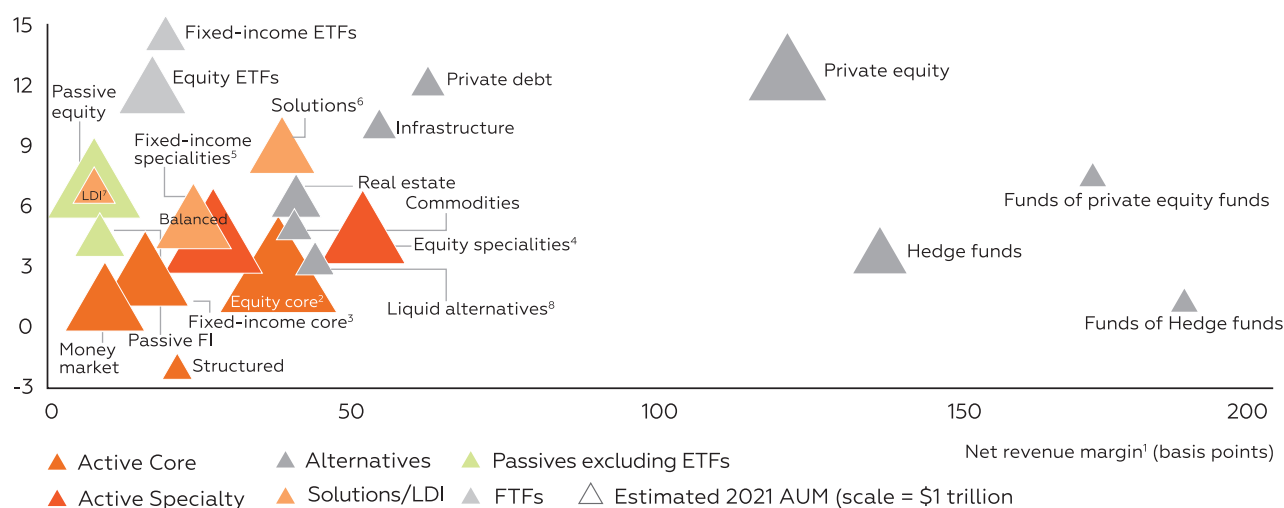 15
Fixed-income ETFs
Equity ETFs
Private debt
Private equity
12
Passive
equity
Solutions⁶
Infrastructure
9
Fixed-income
specialities⁵
Real estate
Commodities
LDI⁷
Funds of private equity funds
6
Balanced
Equity specialities⁴
Hedge funds
3
Equity core²
Liquid alternatives⁸
Fixed-income core³
Funds of Hedge funds
0
Passive FI
Money
market
Structured
-3
0
50
100
150
200
Net revenue margin¹ (basis points)
Active Core
Alternatives
Passives excluding ETFs
Active Specialty
Solutions/LDI
FTFs
Estimated 2021 AUM (scale = $1 trillion